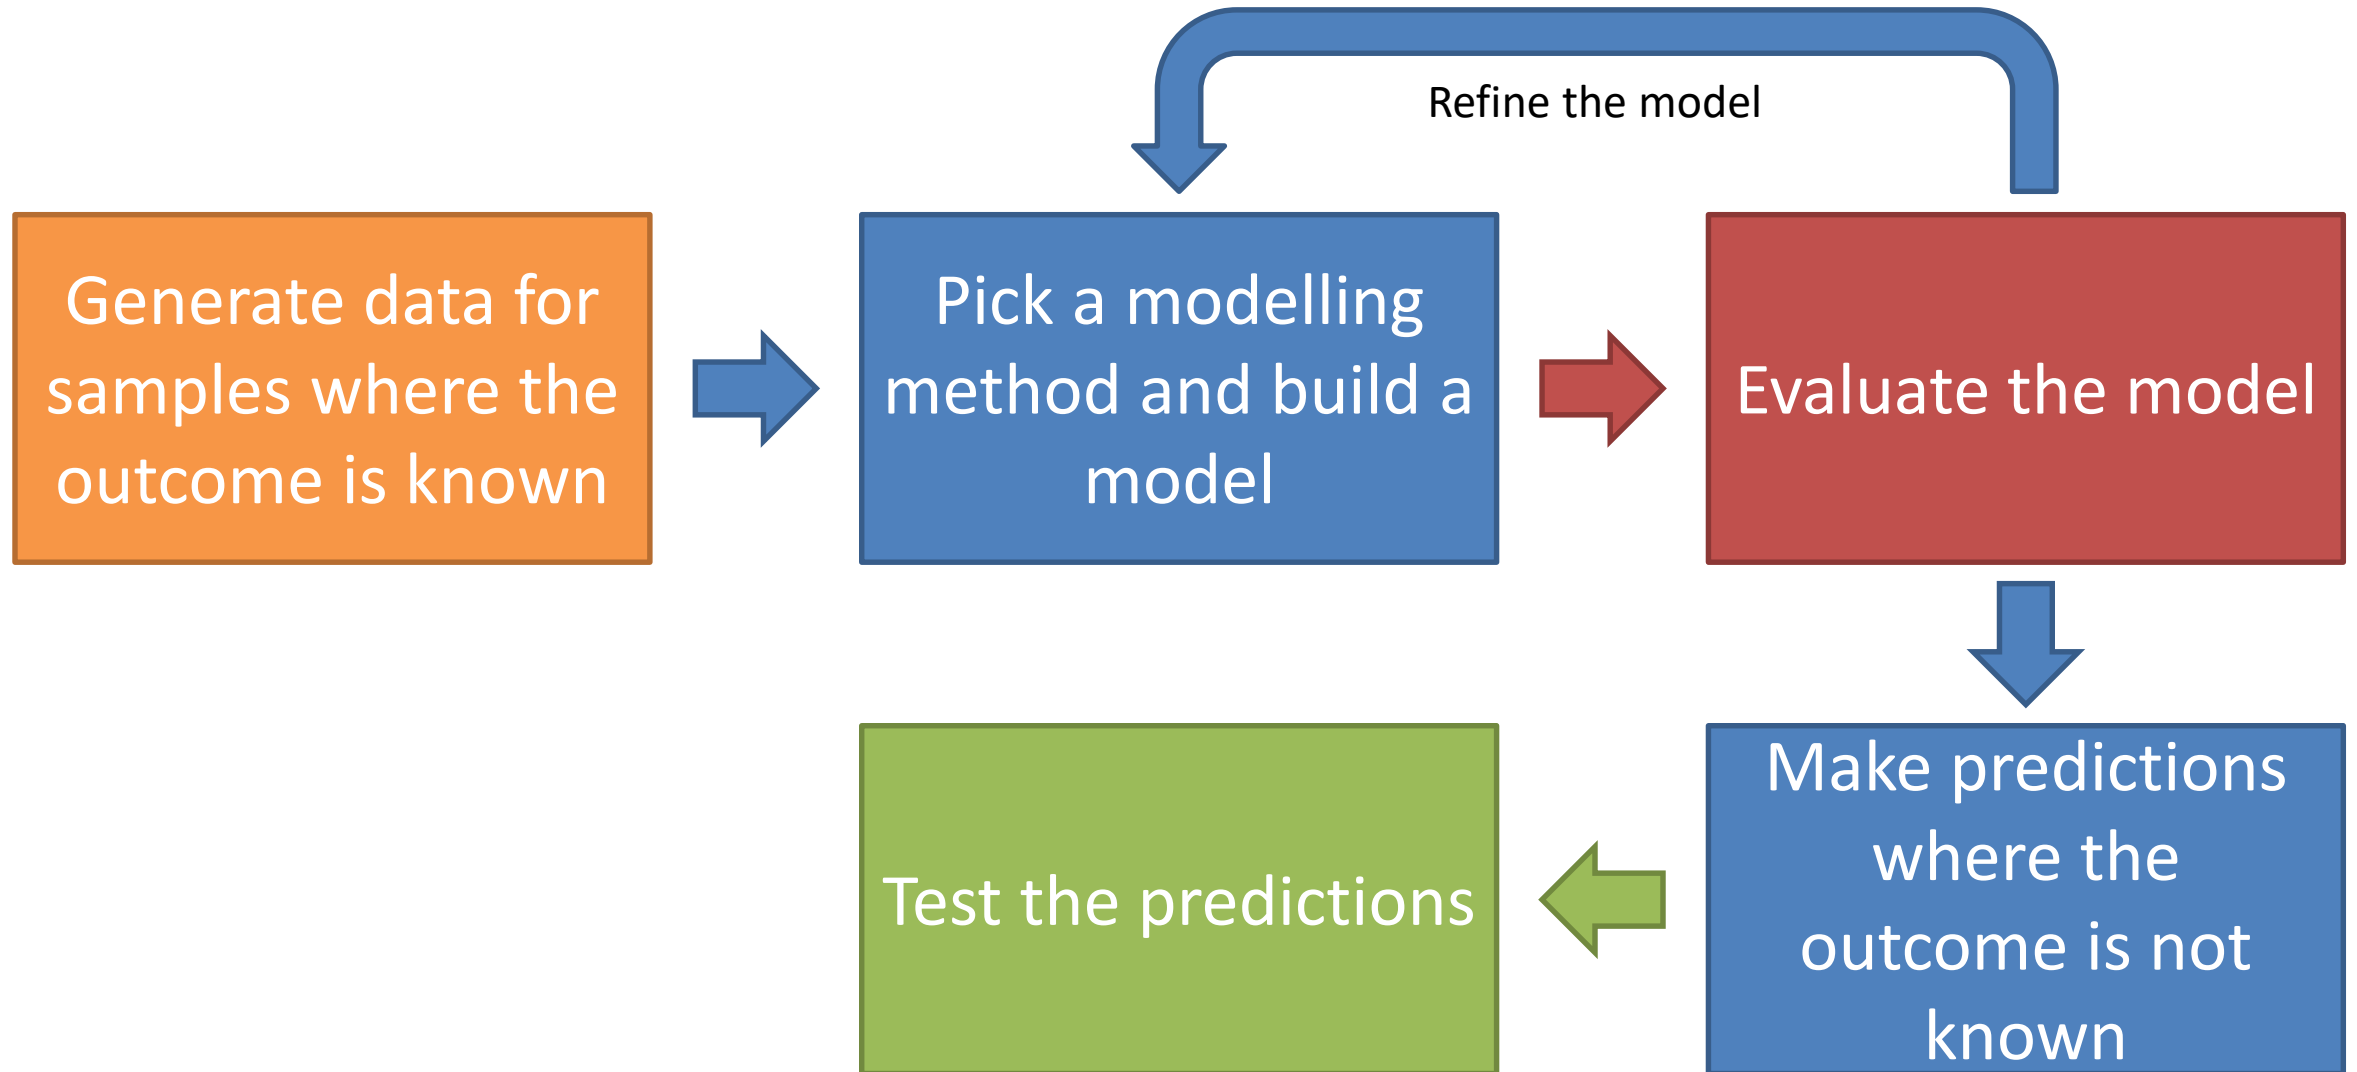 Refine the model
Generate data for
samples where the
outcome is known
Pick a modelling
method and build a
model
Evaluate the model
Make predictions
where the
outcome is not
known
Test the predictions